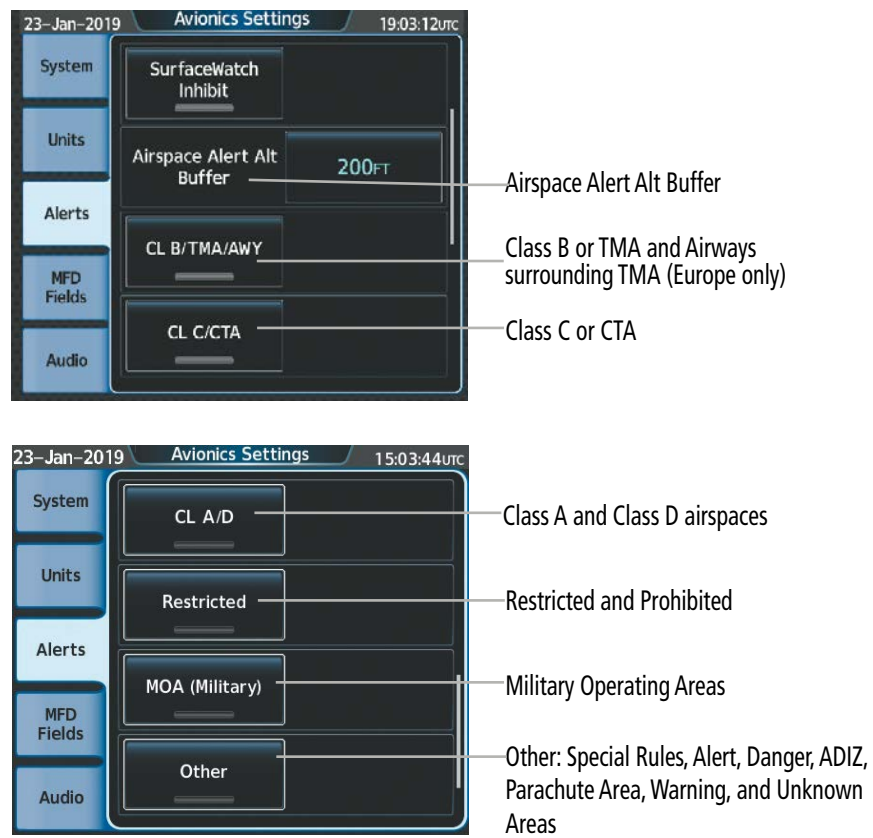 23-Jan-2019 Avionics Settings 19:03:12UTC
System
SurfaceWatch
Inhibit
Units
Airspace Alert Alt
Buffer
200FT
Airspace Alert Alt Buffer
Alerts
CL B/TMA/AWY
Class B or TMA and Airways
surrounding TMA (Europe only)
MFD
Fields
CL C/CTA
Class C or CTA
Audio
23-Jan-2019 Avionics Settings 15:03:44UTC
System
CL A/D
Class A and Class D airspaces
Units
Restricted
Restricted and Prohibited
Alerts
MOA (Military)
Military Operating Areas
MFD
Fields
Other
Other: Special Rules, Alert, Danger, ADIZ,
Parachute Area, Warning, and Unknown
Areas
Audio